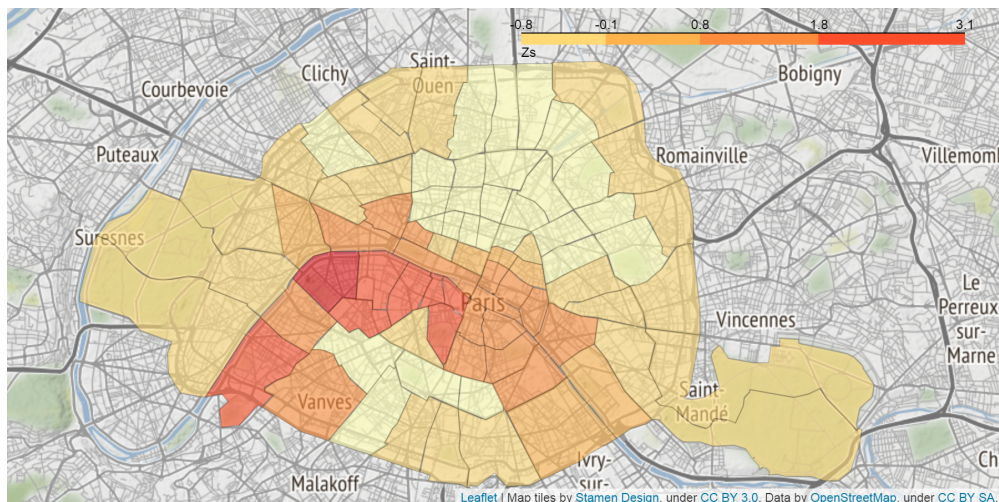 -0.8 -0.1 0.8 1.8 3.1
Zs
Saint-
Ouen
Clichy
Bobigny
Courbevoie
Puteaux
Romainville
Villemom
Suresnes
Le
Perreux-
sur-
Marne
Paris
Vincennes
Saint-
Mandé
Vanves
Malakoff
Ivry-
sur-
Ch
Leaflet | Map tiles by Stamen Design, under CC BY 3.0. Data by OpenStreetMap, under CC BY SA.